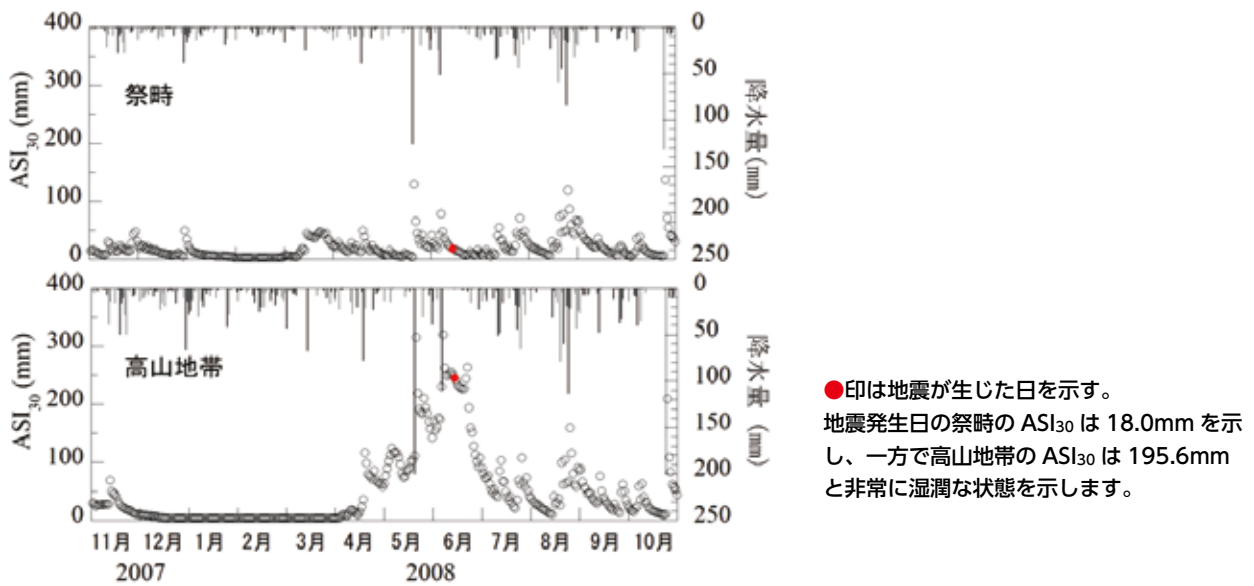 400
300
200
100
0
ASI30 (mm)
祭畤
0
50
100
150
200
250
降水量(mm)
400
300
200
100
0
ASI30 (mm)
高山地帯
0
50
100
150
200
250
降水量 (mm)
11月 12月 1月 2月 3月 4月 5月 6月 7月 8月 9月 10月
2007 2008
●印は地震が生じた日を示す。
地震発生日の祭畤の ASI30 は 18.0mm を示
し、一方で高山地帯の ASI30 は 195.6mm
と非常に湿潤な状態を示します。